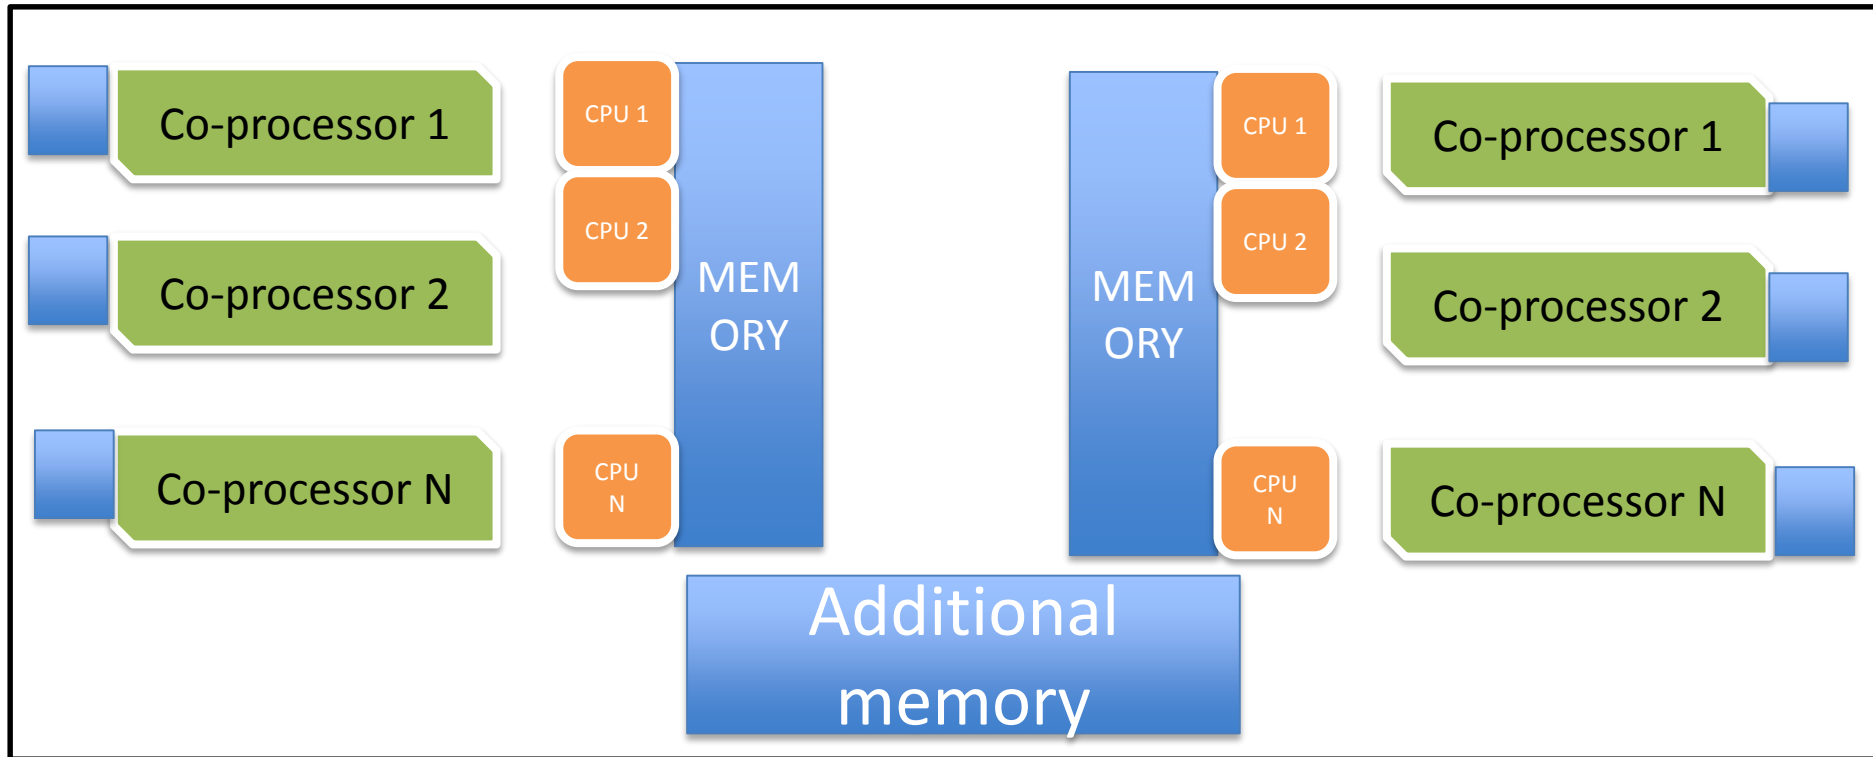 Co-processor 1
CPU 1
CPU 2
Co-processor 2
MEM
ORY
Co-processor N
CPU
N
CPU 1
Co-processor 1
CPU 2
MEM
ORY
Co-processor 2
CPU
N
Co-processor N
Additional
memory